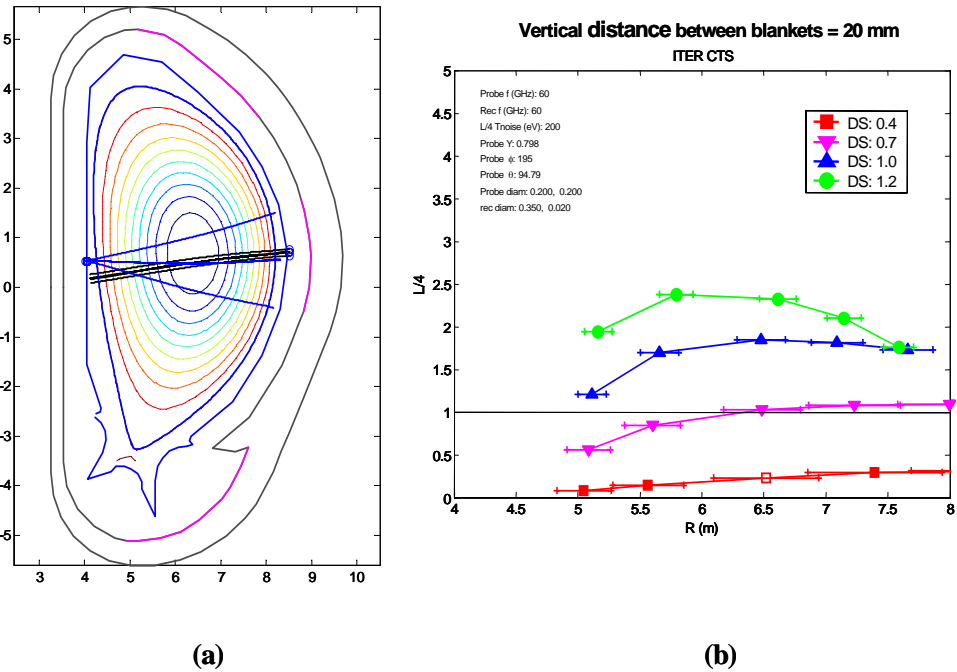 5
4
3
2
1
0
-1
-2
-3
-4
-5
3 4 5 6 7 8 9 10
(a)
Vertical distance between blankets = 20 mm
ITER CTS
Probe f (GHz): 60
Rec f (GHz): 60
L/4 Tnoise (eV): 200
Probe Y: 0.798
Probe ϕ: 195
Probe θ: 94.79
Probe diam: 0.200, 0.200
rec diam: 0.350, 0.020
DS: 0.4
DS: 0.7
DS: 1.0
DS: 1.2
L/4
5
4.5
4
3.5
3
2.5
2
1.5
1
0.5
0
4 4.5 5 5.5 6 6.5 7 7.5 8
R (m)
(b)